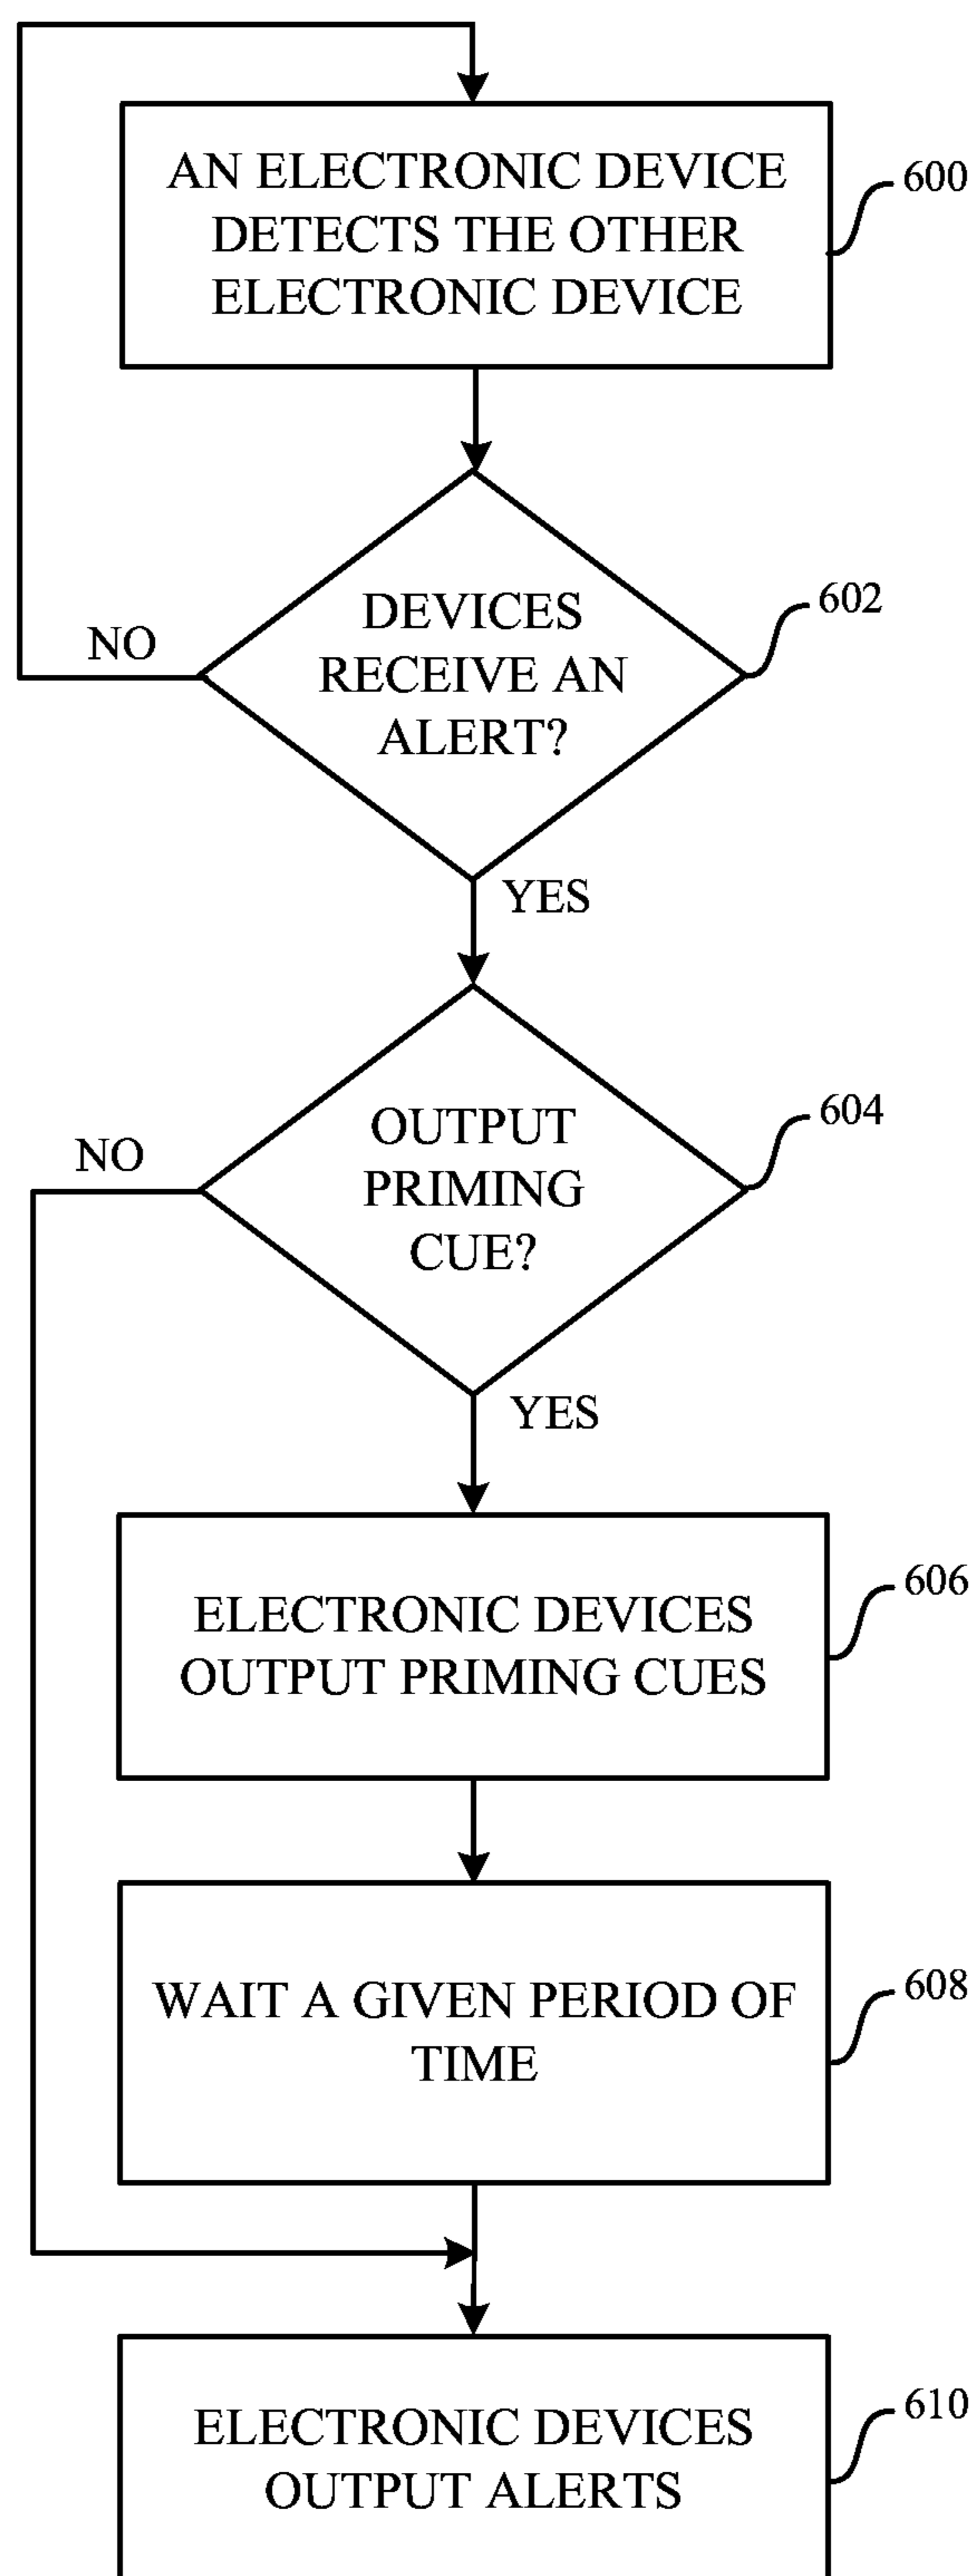 AN ELECTRONIC DEVICE
DETECTS THE OTHER
ELECTRONIC DEVICE
600
DEVICES
RECEIVE AN
ALERT?
602
NO
YES
OUTPUT
PRIMING
CUE?
604
NO
YES
ELECTRONIC DEVICES
OUTPUT PRIMING CUES
606
WAIT A GIVEN PERIOD OF
TIME
608
ELECTRONIC DEVICES
OUTPUT ALERTS
610